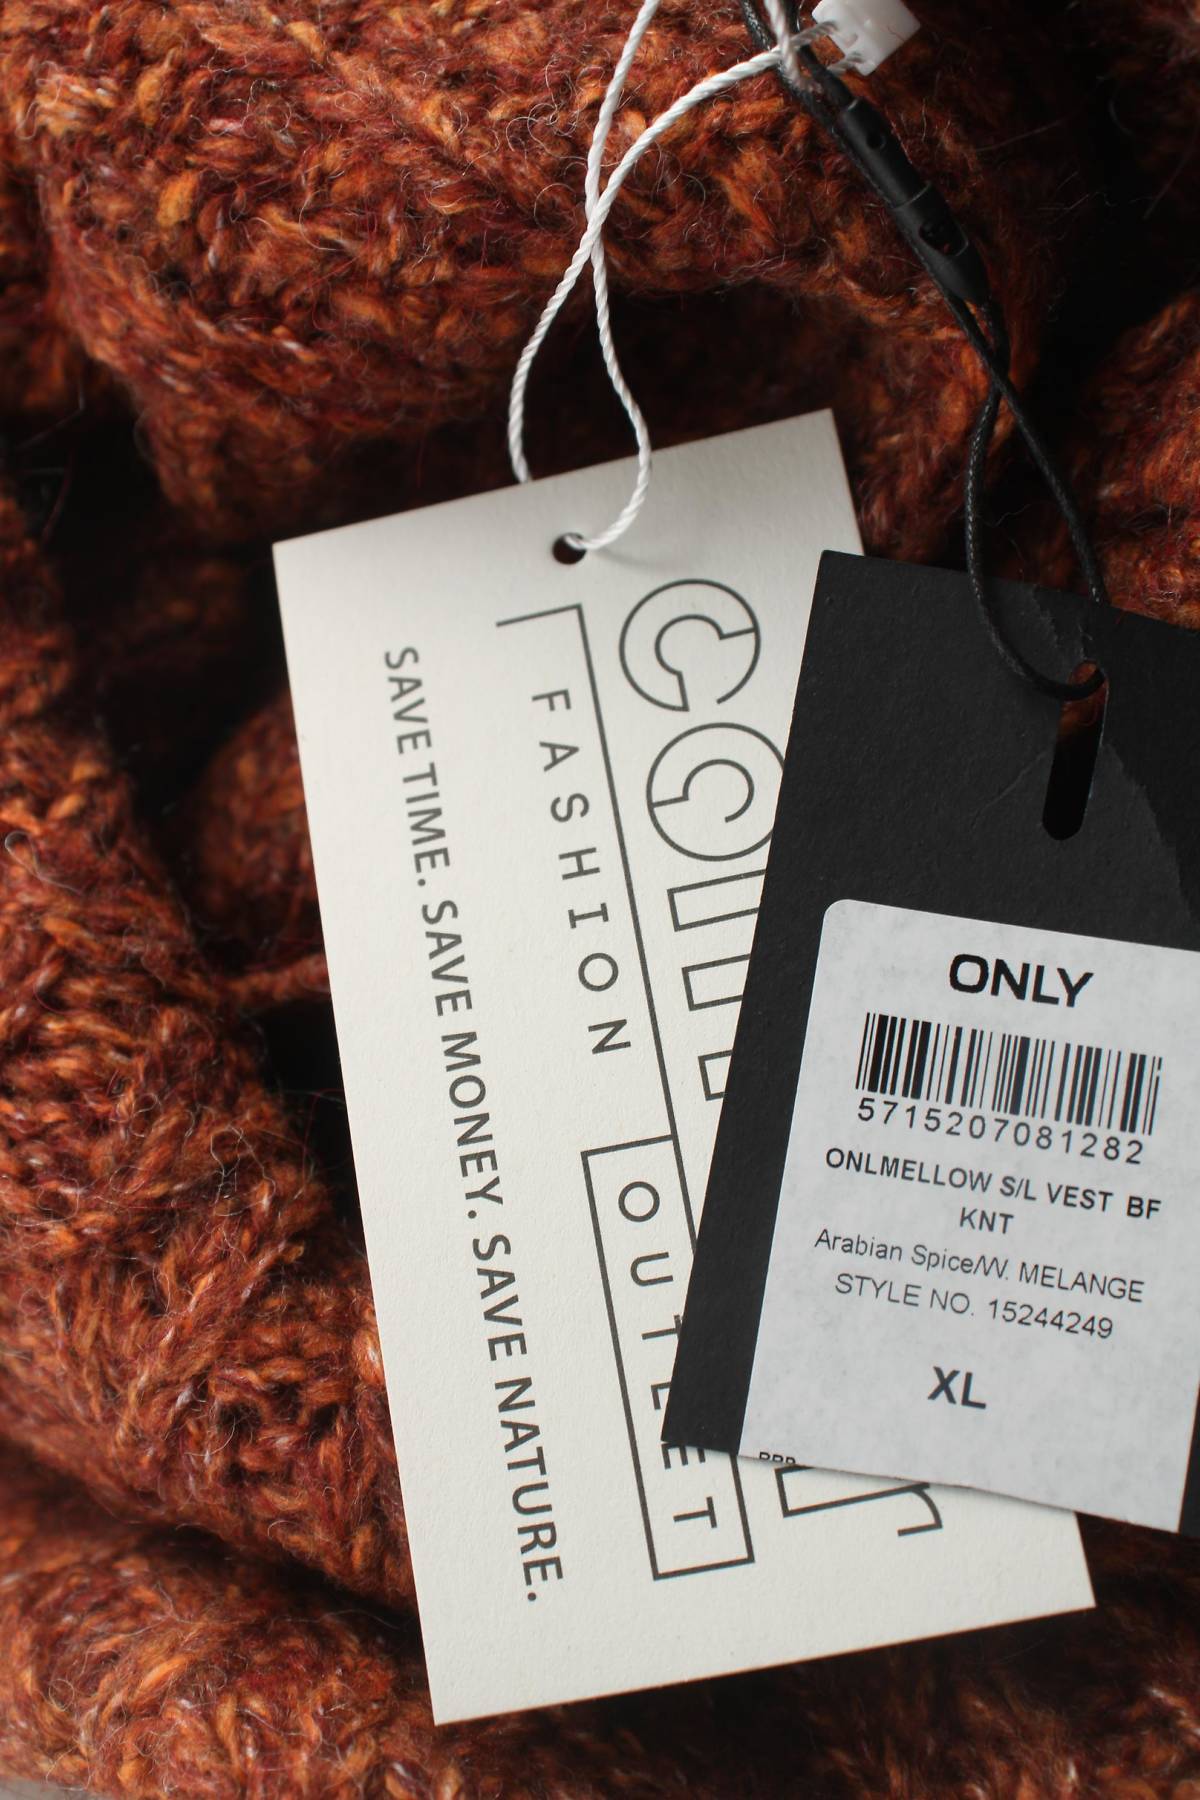 FASHION
OUTLET
SAVE TIME. SAVE MONEY. SAVE NATURE.
ONLY
5715207081282
ONLMELLOW S/L VEST BF
KNT
Arabian Spice/W. MELANGE
STYLE NO. 15244249
XL